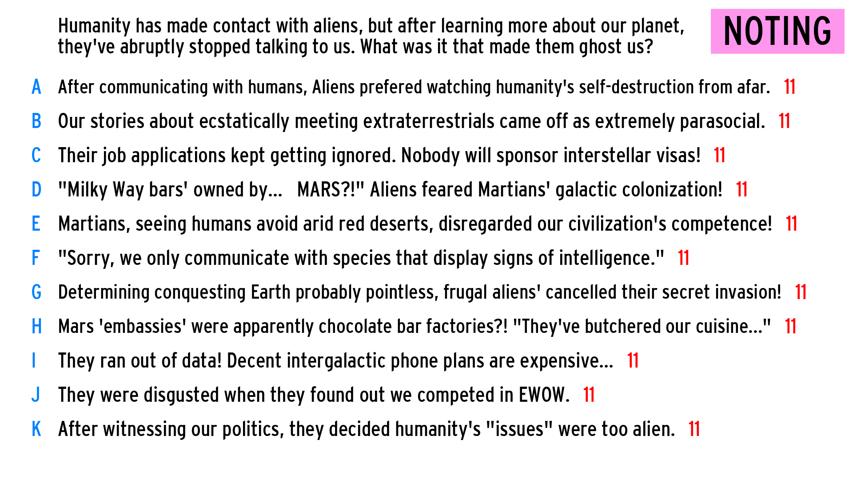 Humanity has made contact with aliens, but after learning more about our planet,
they've abruptly stopped talking to us. What was it that made them ghost us?
NOTING
A After communicating with humans, Aliens prefered watching humanity's self-destruction from afar. 11
B Our stories about ecstatically meeting extraterrestrials came off as extremely parasocial. 11
C Their job applications kept getting ignored. Nobody will sponsor interstellar visas! 11
D "Milky Way bars' owned by... MARS?!" Aliens feared Martians' galactic colonization! 11
E Martians, seeing humans avoid arid red deserts, disregarded our civilization's competence! 11
F "Sorry, we only communicate with species that display signs of intelligence." 11
G Determining conquesting Earth probably pointless, frugal aliens' cancelled their secret invasion! 11
H Mars 'embassies' were apparently chocolate bar factories?! "They've butchered our cuisine..." 11
I They ran out of data! Decent intergalactic phone plans are expensive... 11
J They were disgusted when they found out we competed in EWOW. 11
K After witnessing our politics, they decided humanity's "issues" were too alien. 11